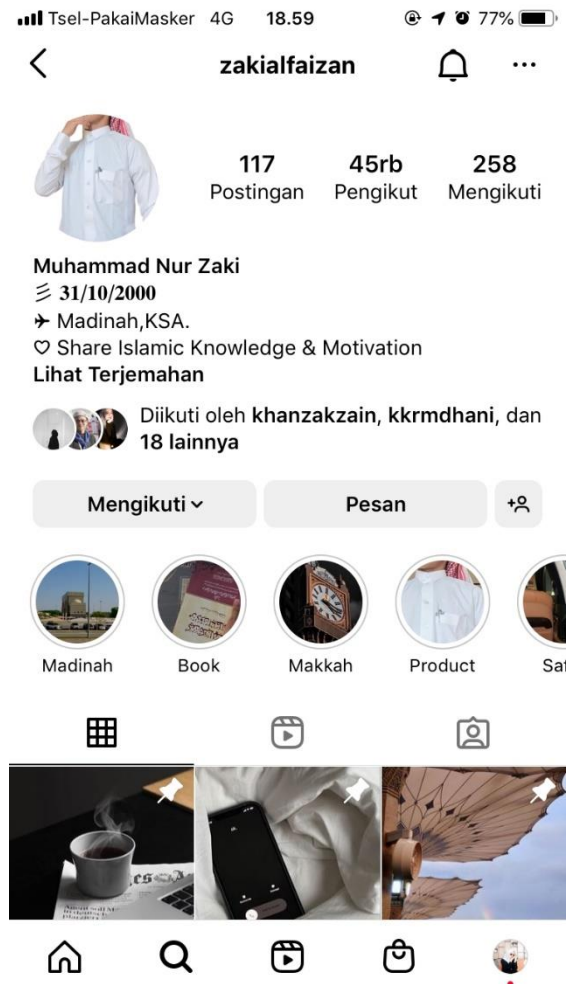 Tsel-PakaiMasker 4G 18.59 77%
zakialfaizan
117 45rb 258
Postingan Pengikut Mengikuti
Muhammad Nur Zaki
彡 31/10/2000
✈ Madinah,KSA.
♡ Share Islamic Knowledge & Motivation
Lihat Terjemahan
Diikuti oleh khanzakzain, kkrmdhani, dan
18 lainnya
Mengikuti Pesan
Madinah Book Makkah Product Saf